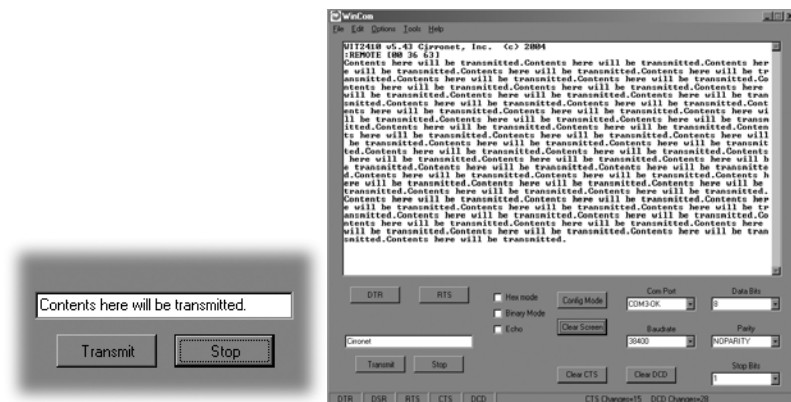 Contents here will be transmitted.
Transmit Stop
WinCom
File Edit Options Tools Help
WIT2410 v5.43 Cirronet, Inc. (c) 2004
:REMOTE [00 36 63]
Contents here will be transmitted.Contents here will be transmitted.Contents her
e will be transmitted.Contents here will be transmitted.Contents here will be tr
ansmitted.Contents here will be transmitted.Contents here will be transmitted.Co
ntents here will be transmitted.Contents here will be transmitted.Contents here
will be transmitted.Contents here will be transmitted.Contents here will be tran
smitted.Contents here will be transmitted.Contents here will be transmitted.Cont
ents here will be transmitted.Contents here will be transmitted.Contents here wi
ll be transmitted.Contents here will be transmitted.Contents here will be transm
itted.Contents here will be transmitted.Contents here will be transmitted.Conten
ts here will be transmitted.Contents here will be transmitted.Contents here will
be transmitted.Contents here will be transmitted.Contents here will be transmit
ted.Contents here will be transmitted.Contents here will be transmitted.Contents
here will be transmitted.Contents here will be transmitted.Contents here will b
e transmitted.Contents here will be transmitted.Contents here will be transmitte
d.Contents here will be transmitted.Contents here will be transmitted.Contents h
ere will be transmitted.Contents here will be transmitted.Contents here will be
transmitted.Contents here will be transmitted.Contents here will be transmitted.
Contents here will be transmitted.Contents here will be transmitted.Contents her
e will be transmitted.Contents here will be transmitted.Contents here will be tr
ansmitted.Contents here will be transmitted.Contents here will be transmitted.Co
ntents here will be transmitted.Contents here will be transmitted.Contents here
will be transmitted.Contents here will be transmitted.Contents here will be tran
smitted.Contents here will be transmitted.
DTR RTS Hex mode Config Mode Com Port Data Bits
Binary Mode COM3-OK 8
Echo Clear Screen Baudrate Parity
Cirronet 38400 NOPARITY
Transmit Stop Clear CTS Clear DCD Stop Bits
1
DTR DSR RTS CTS DCD CTS Changes=15 DCD Changes=28